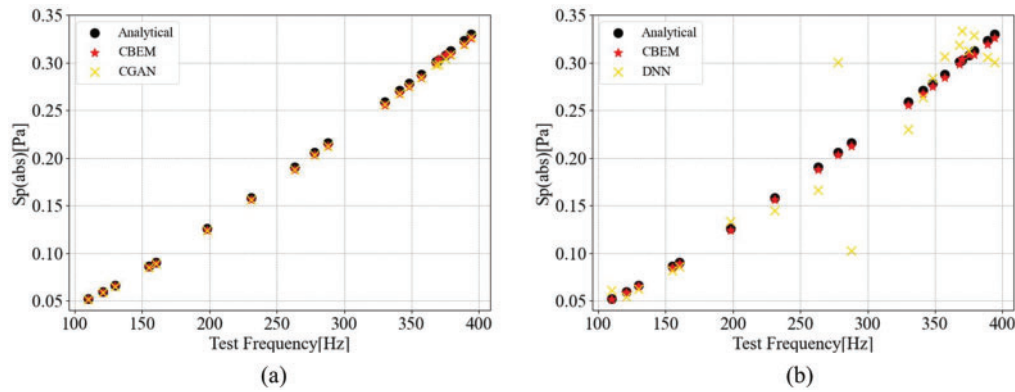 0.35
0.30
0.25
0.20
0.15
0.10
0.05
Sp(abs)[Pa]
Analytical
CBEM
CGAN
100 150 200 250 300 350 400
Test Frequency[Hz]
(a)
0.35
0.30
0.25
0.20
0.15
0.10
0.05
Sp(abs)[Pa]
Analytical
CBEM
DNN
100 150 200 250 300 350 400
Test Frequency[Hz]
(b)